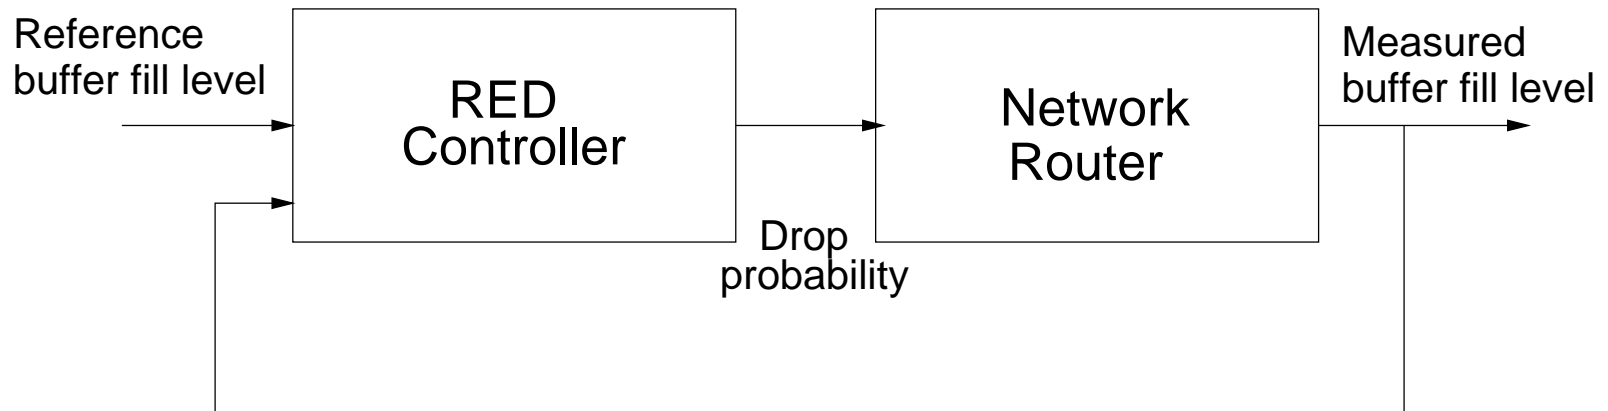 Reference
buffer fill level
RED
Controller
Drop
probability
Network
Router
Measured
buffer fill level